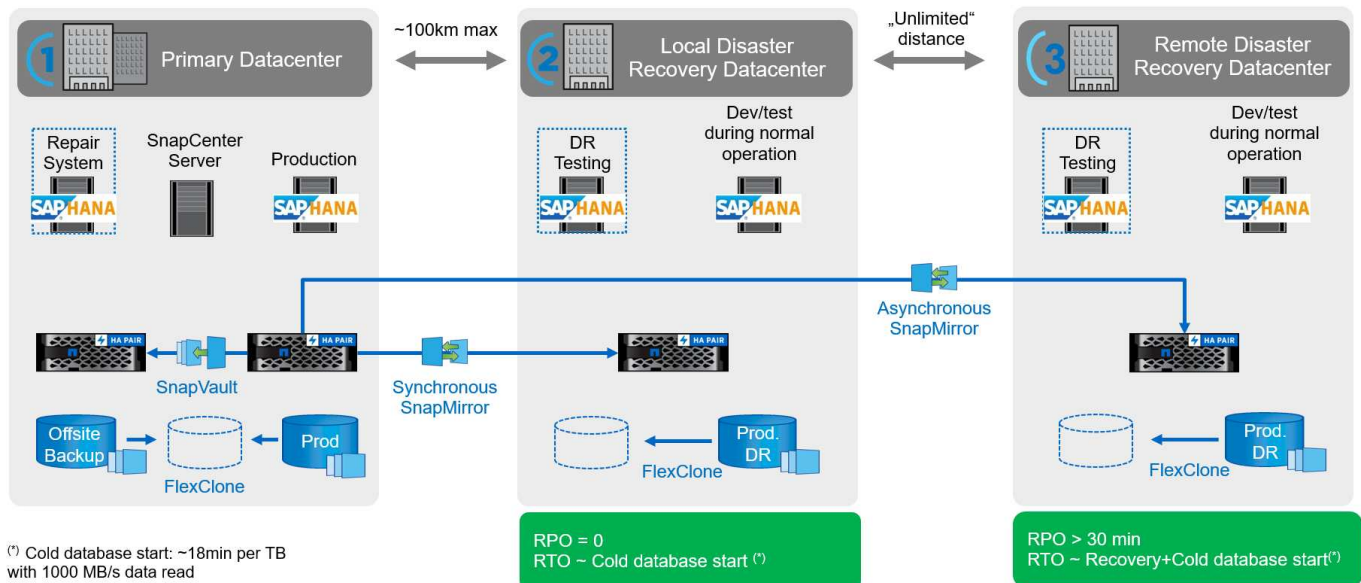 1
Primary Datacenter
~100km max
2
Local Disaster
Recovery Datacenter
„Unlimited“
distance
3
Remote Disaster
Recovery Datacenter
Repair
System
SAP HANA
SnapCenter
Server
Production
SAP HANA
DR
Testing
SAP HANA
Dev/test
during normal
operation
SAP HANA
DR
Testing
SAP HANA
Dev/test
during normal
operation
SAP HANA
Asynchronous
SnapMirror
HA PAIR
SnapVault
HA PAIR
Synchronous
SnapMirror
HA PAIR
HA PAIR
Offsite
Backup
FlexClone
Prod
Prod.
DR
FlexClone
Prod.
DR
FlexClone
(*) Cold database start: ~18min per TB
with 1000 MB/s data read
RPO = 0
RTO ~ Cold database start (*)
RPO > 30 min
RTO ~ Recovery+Cold database start(*)